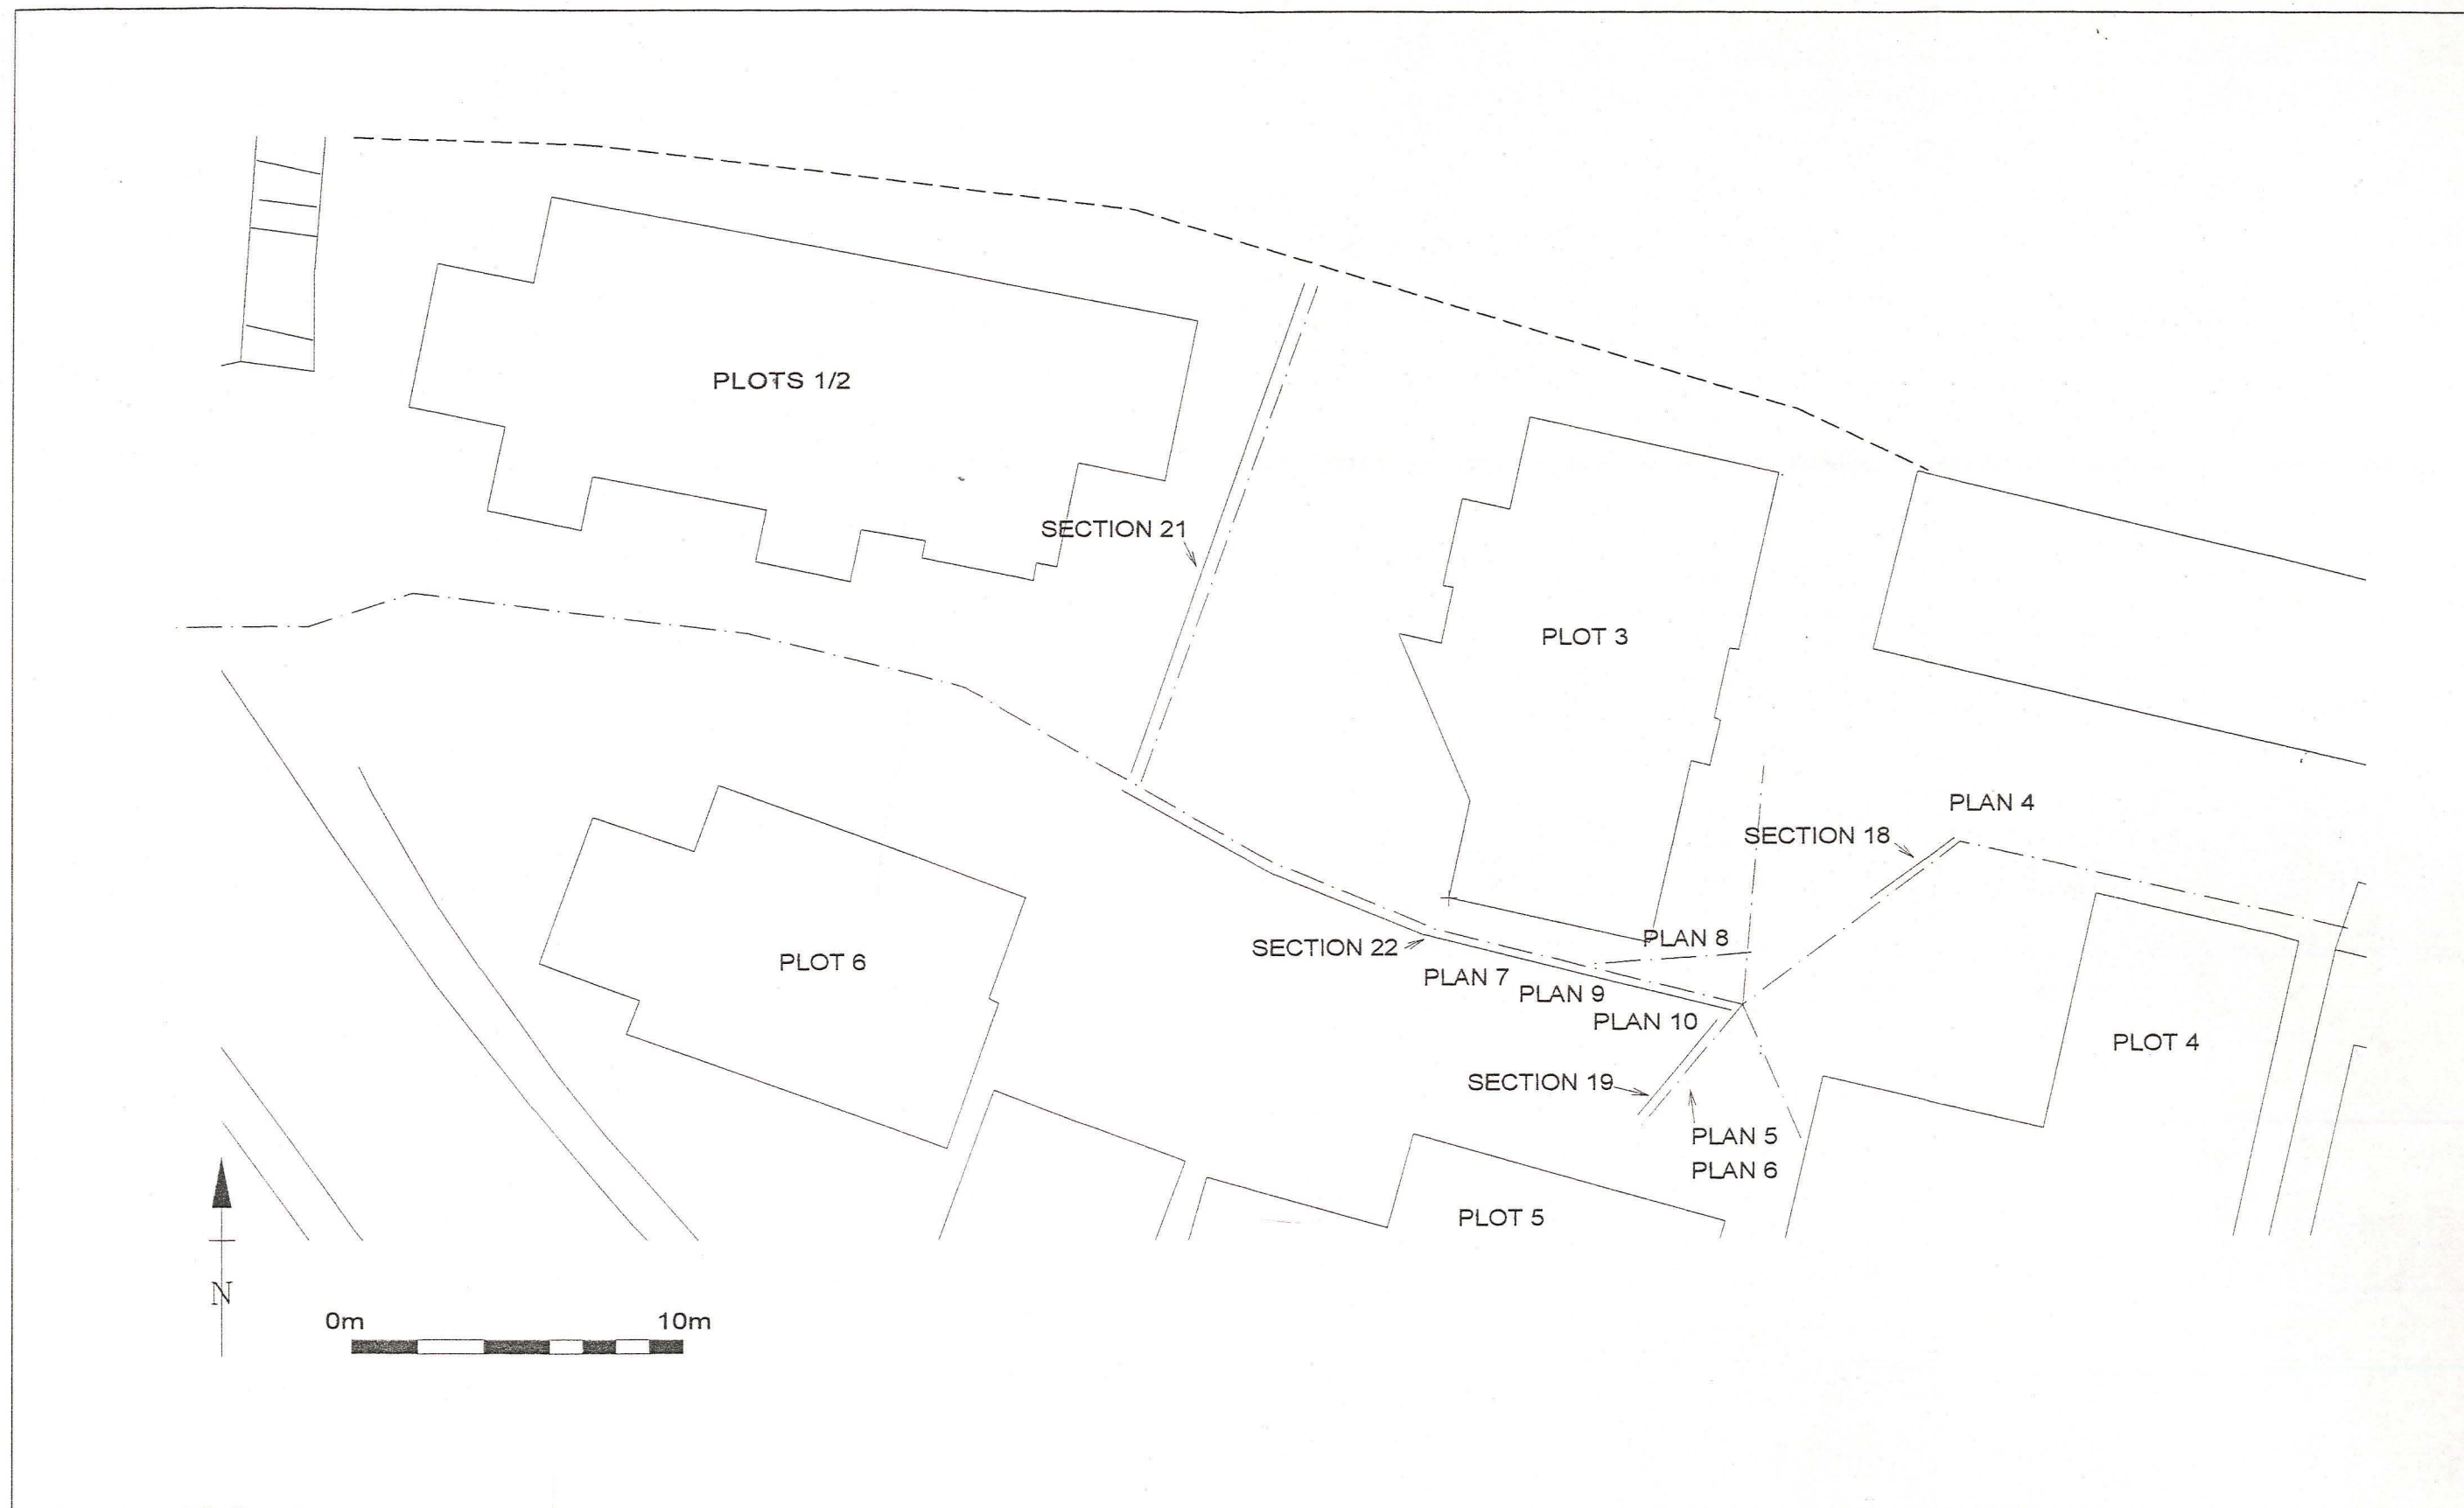 PLOTS 1/2
SECTION 21
PLOT 3
PLAN 4
SECTION 18
PLAN 8
SECTION 22
PLOT 6
PLAN 7
PLAN 9
PLAN 10
PLOT 4
SECTION 19
PLAN 5
PLAN 6
PLOT 5
N
0m 10m